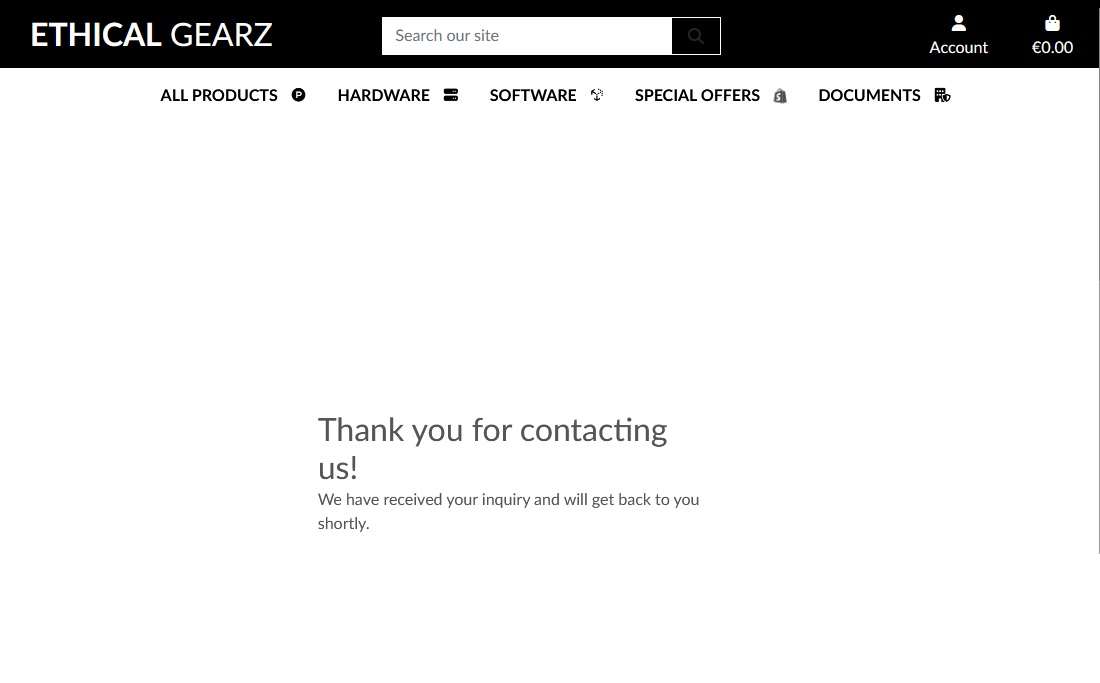 ETHICAL GEARZ
Search our site
Account
€0.00
ALL PRODUCTS
HARDWARE
SOFTWARE
SPECIAL OFFERS
DOCUMENTS
Thank you for contacting
us!
We have received your inquiry and will get back to you
shortly.